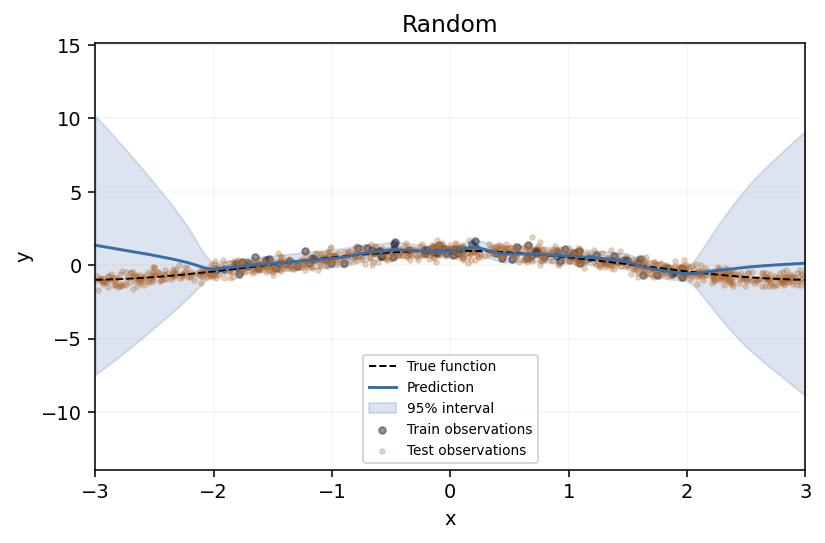 Random
15
10
5
0
−5
−10
y
True function
Prediction
95% interval
Train observations
Test observations
−3
−2
−1
0
1
2
3
x